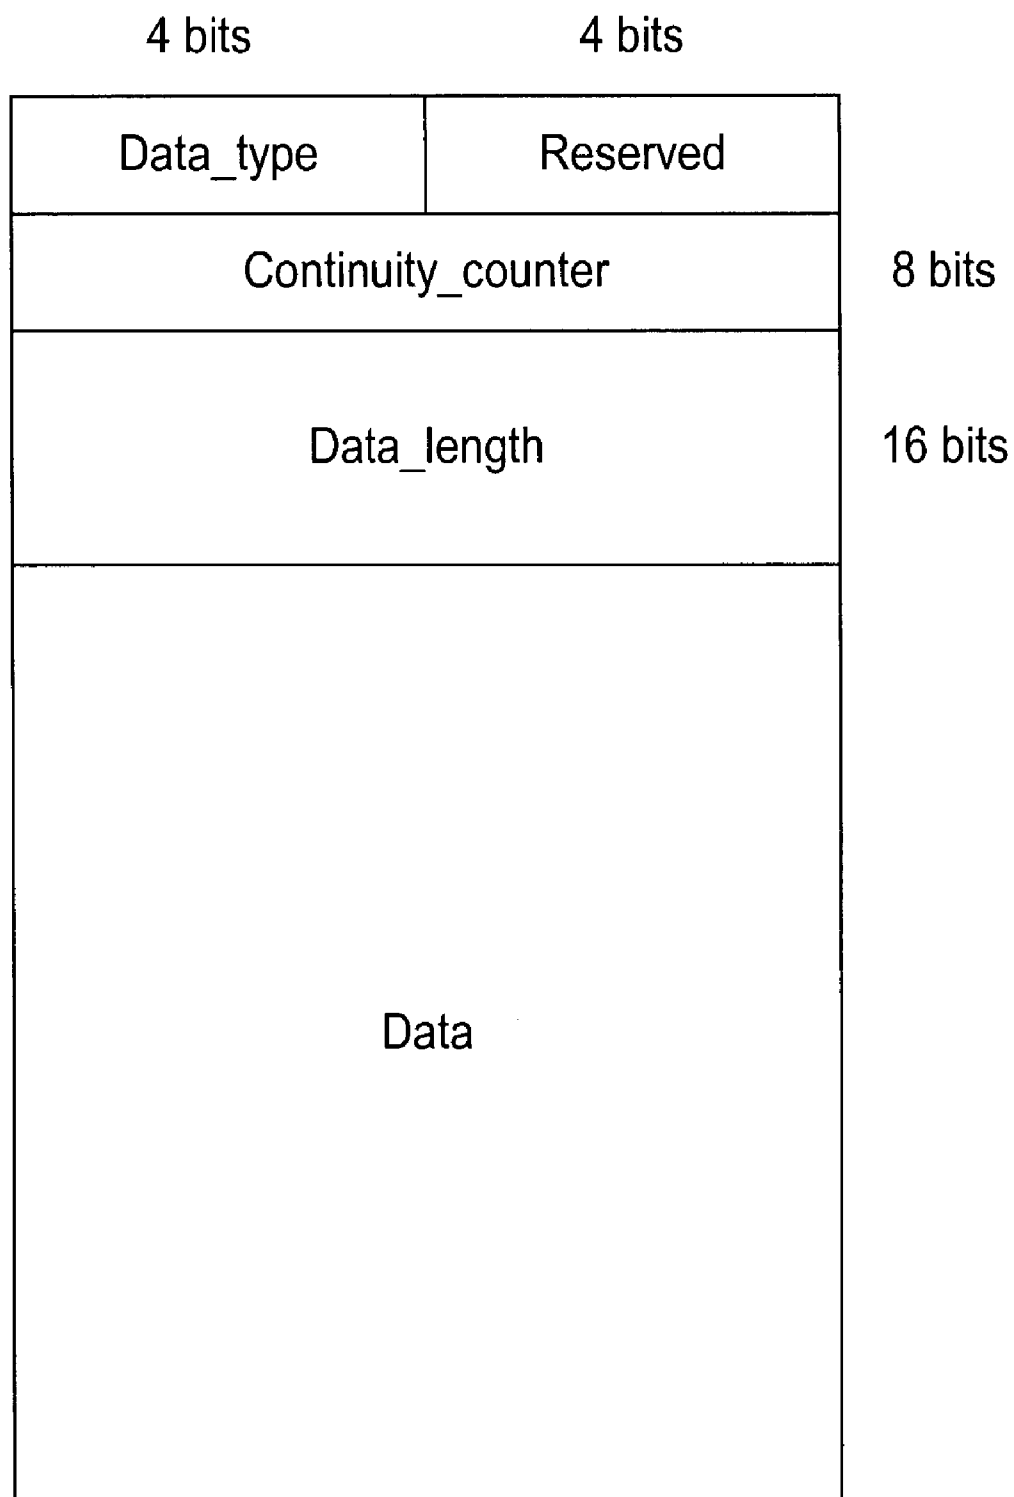 4 bits 4 bits
Data_type Reserved
Continuity_counter 8 bits
Data_length 16 bits
Data